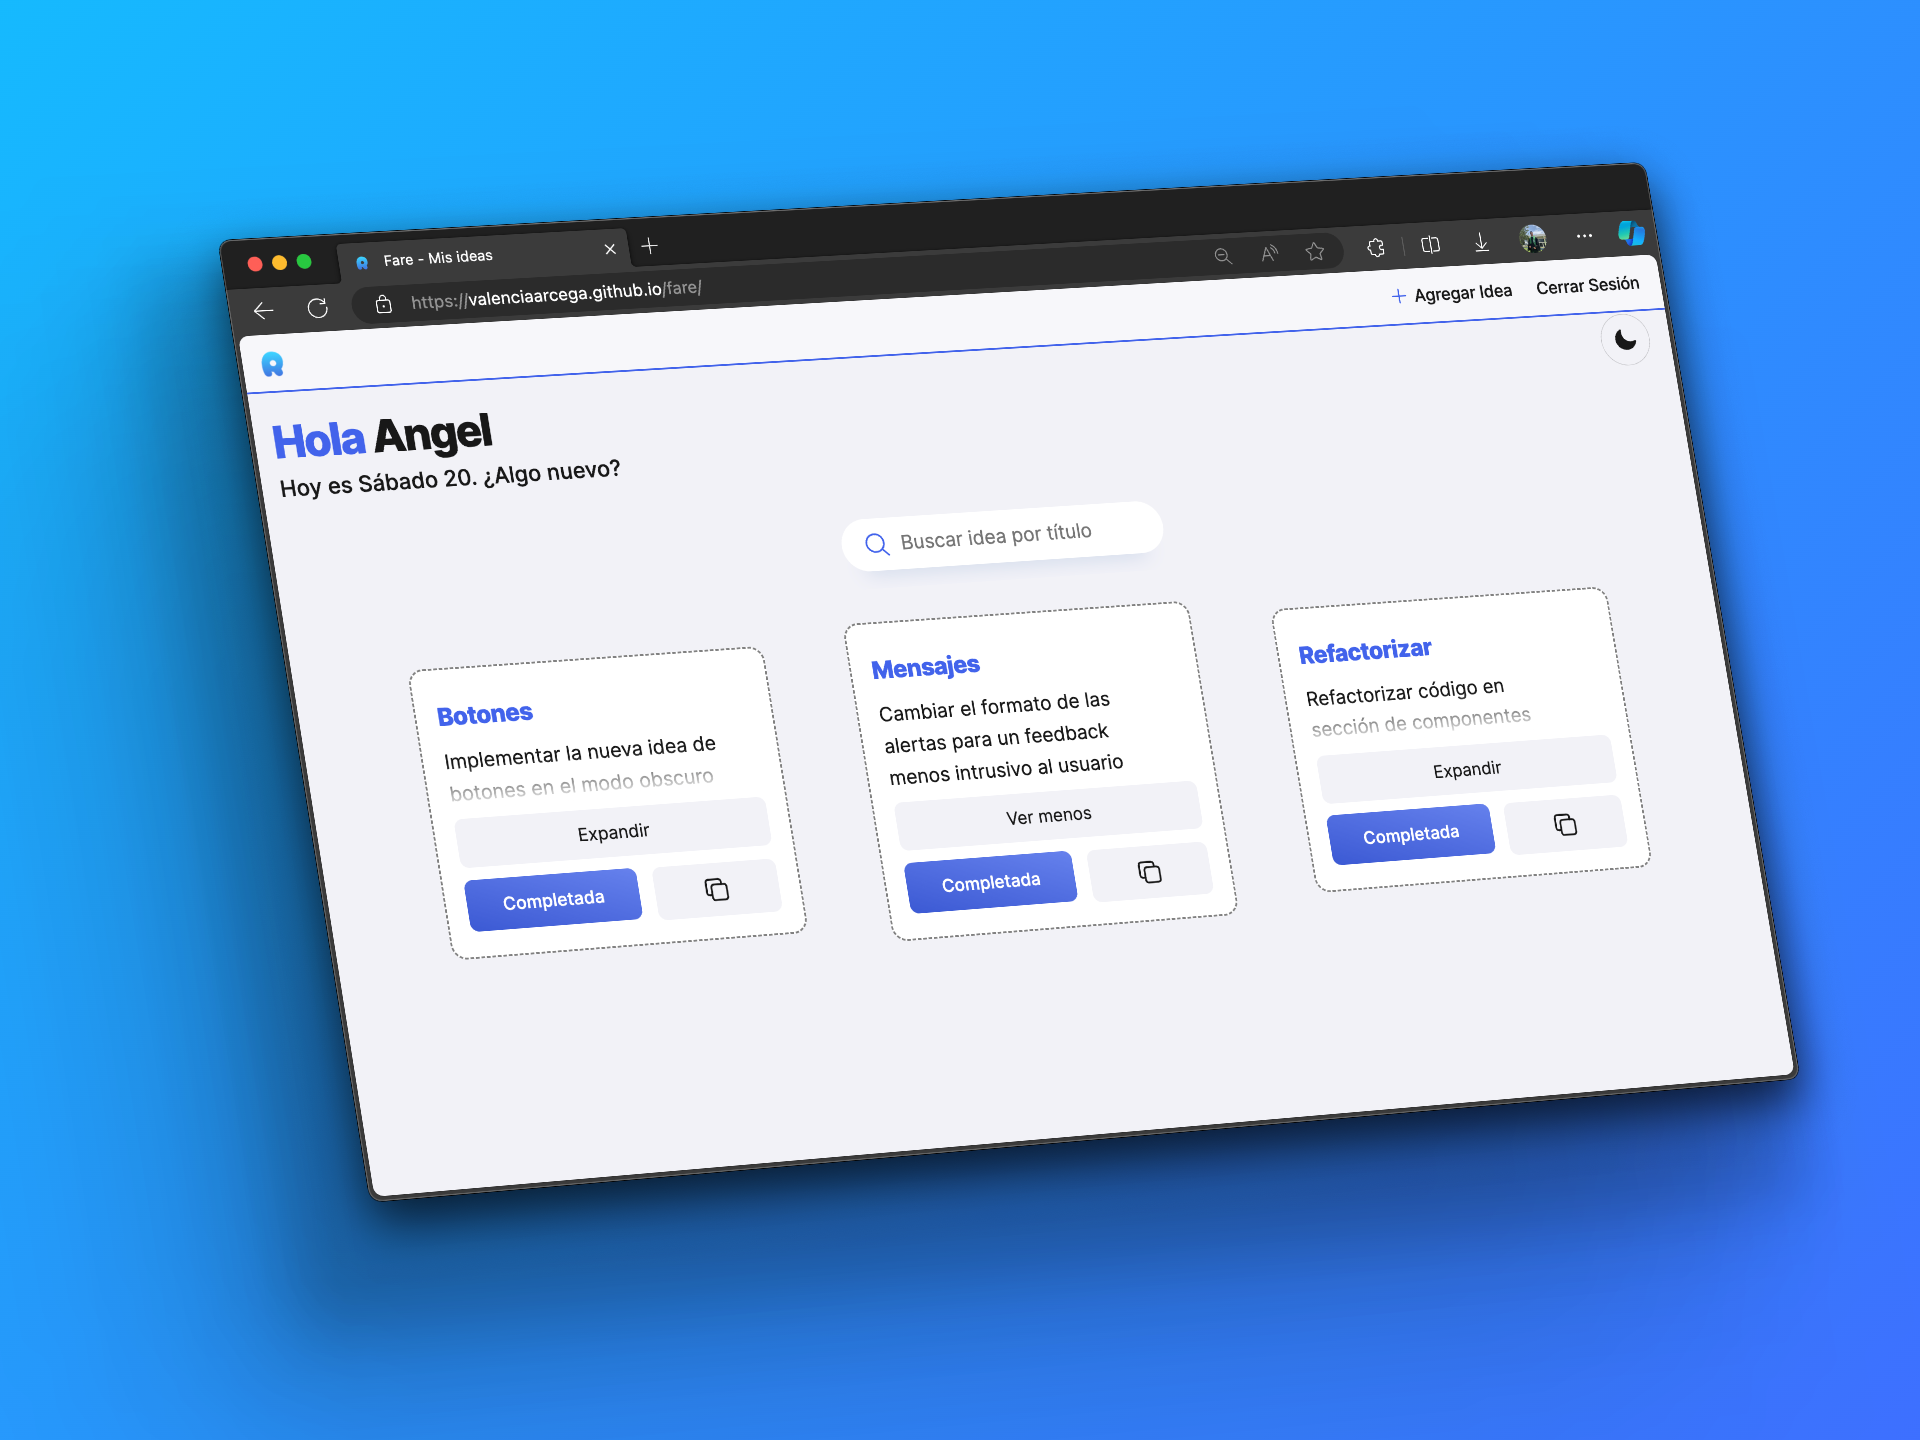 Fare - Mis ideas
https://valenciaarcega.github.io/fare/
Agregar Idea
Cerrar Sesión
Hola Angel
Hoy es Sábado 20. ¿Algo nuevo?
Buscar idea por título
Botones
Implementar la nueva idea de
botones en el modo obscuro
Expandir
Completada
Mensajes
Cambiar el formato de las
alertas para un feedback
menos intrusivo al usuario
Ver menos
Completada
Refactorizar
Refactorizar código en
sección de componentes
Expandir
Completada